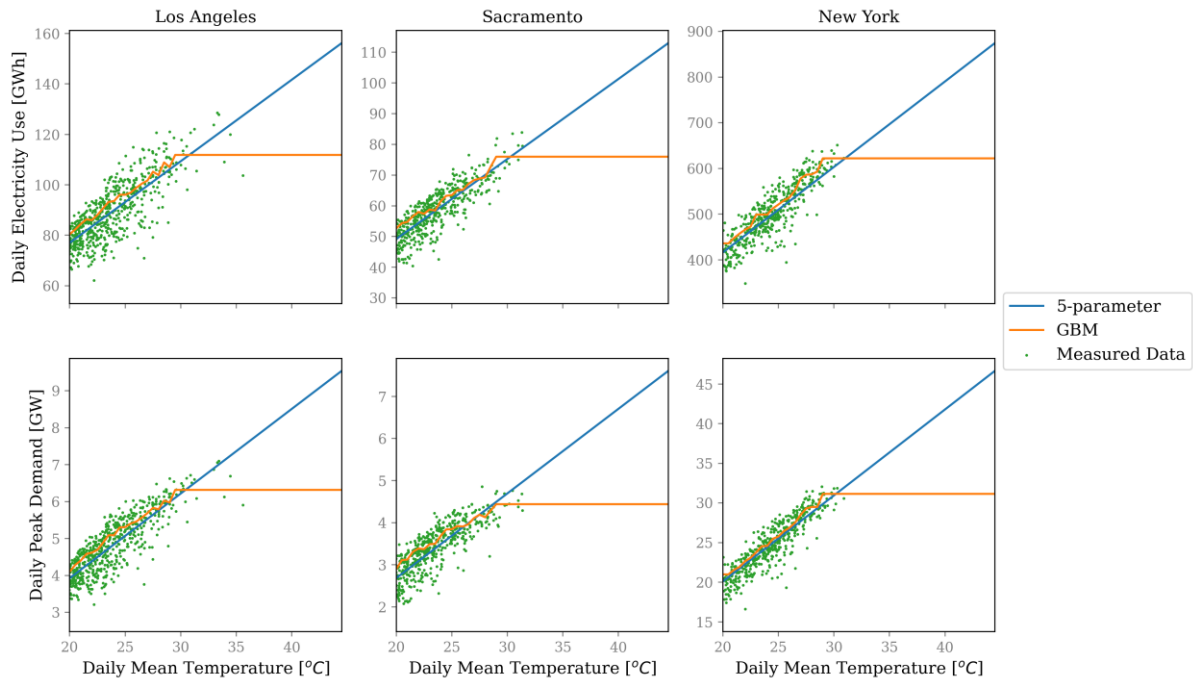 Los Angeles
Sacramento
New York
Daily Electricity Use [GWh]
160
140
120
100
80
60
110
100
90
80
70
60
50
40
30
900
800
700
600
500
400
5-parameter
GBM
Measured Data
Daily Peak Demand [GW]
9
8
7
6
5
4
3
7
6
5
4
3
2
45
40
35
30
25
20
15
20 25 30 35 40
20 25 30 35 40
20 25 30 35 40
Daily Mean Temperature [°C]
Daily Mean Temperature [°C]
Daily Mean Temperature [°C]